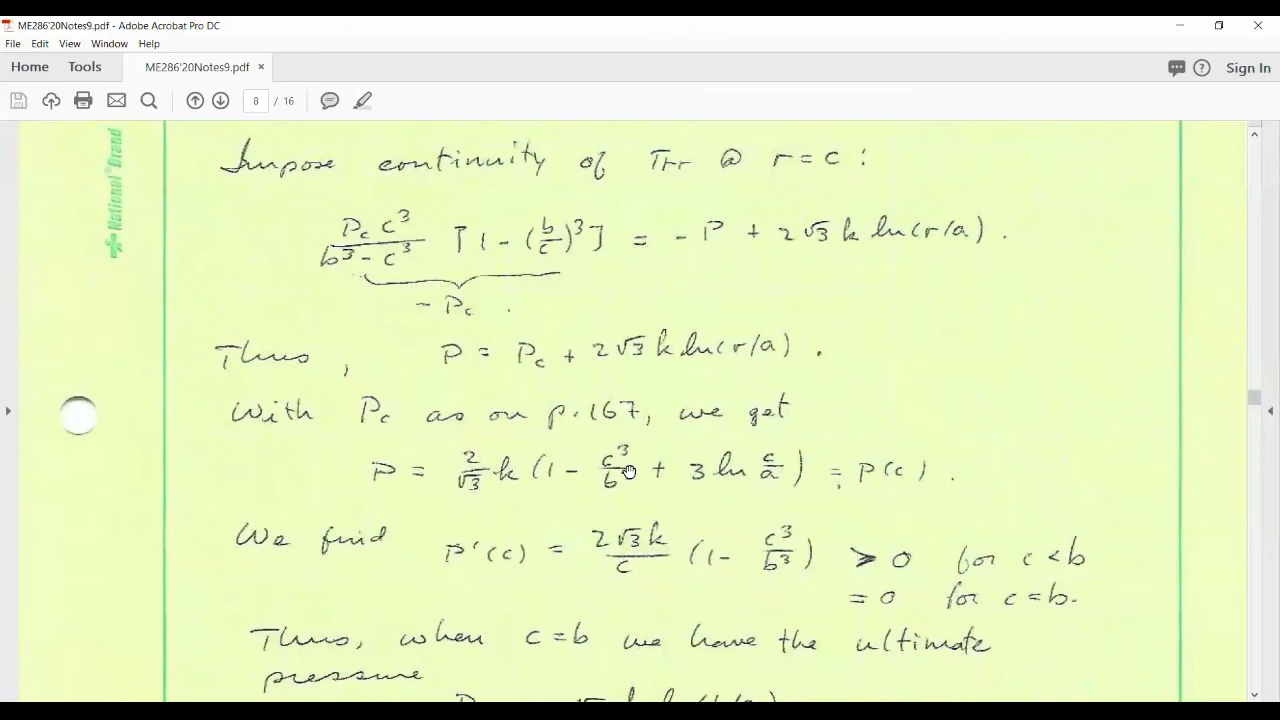 ME286'20Notes9.pdf - Adobe Acrobat Pro DC
File Edit View Window Help
Home Tools ME286'20Notes9.pdf × Sign In
8 / 16
National®Brand
Impose continuity of Trr @ r = c :
Pc c³ / (b³ - c³) [1 - (b/c)³] = - P + 2√3 k ln(r/a) .
- Pc .
Thus , P = Pc + 2√3 k ln(r/a) .
With Pc as on p.167, we get
P = 2/√3 k (1 - c³/b³ + 3 ln c/a) = P(c) .
We find P'(c) = 2√3 k / c (1 - c³/b³) > 0 for c < b
= 0 for c = b.
Thus, when c = b we have the ultimate
pressure